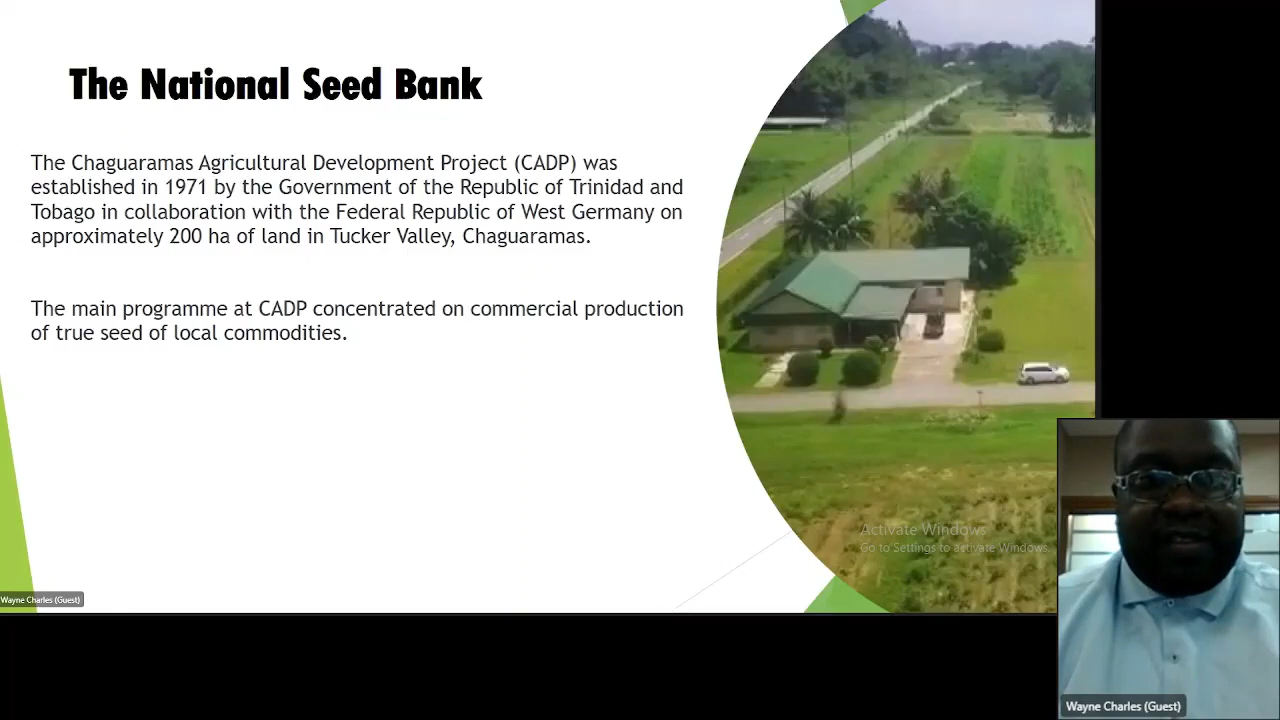 The National Seed Bank
The Chaguaramas Agricultural Development Project (CADP) was
established in 1971 by the Government of the Republic of Trinidad and
Tobago in collaboration with the Federal Republic of West Germany on
approximately 200 ha of land in Tucker Valley, Chaguaramas.
The main programme at CADP concentrated on commercial production
of true seed of local commodities.
Activate Windows
Go to Settings to activate Windows.
Wayne Charles (Guest)
Wayne Charles (Guest)